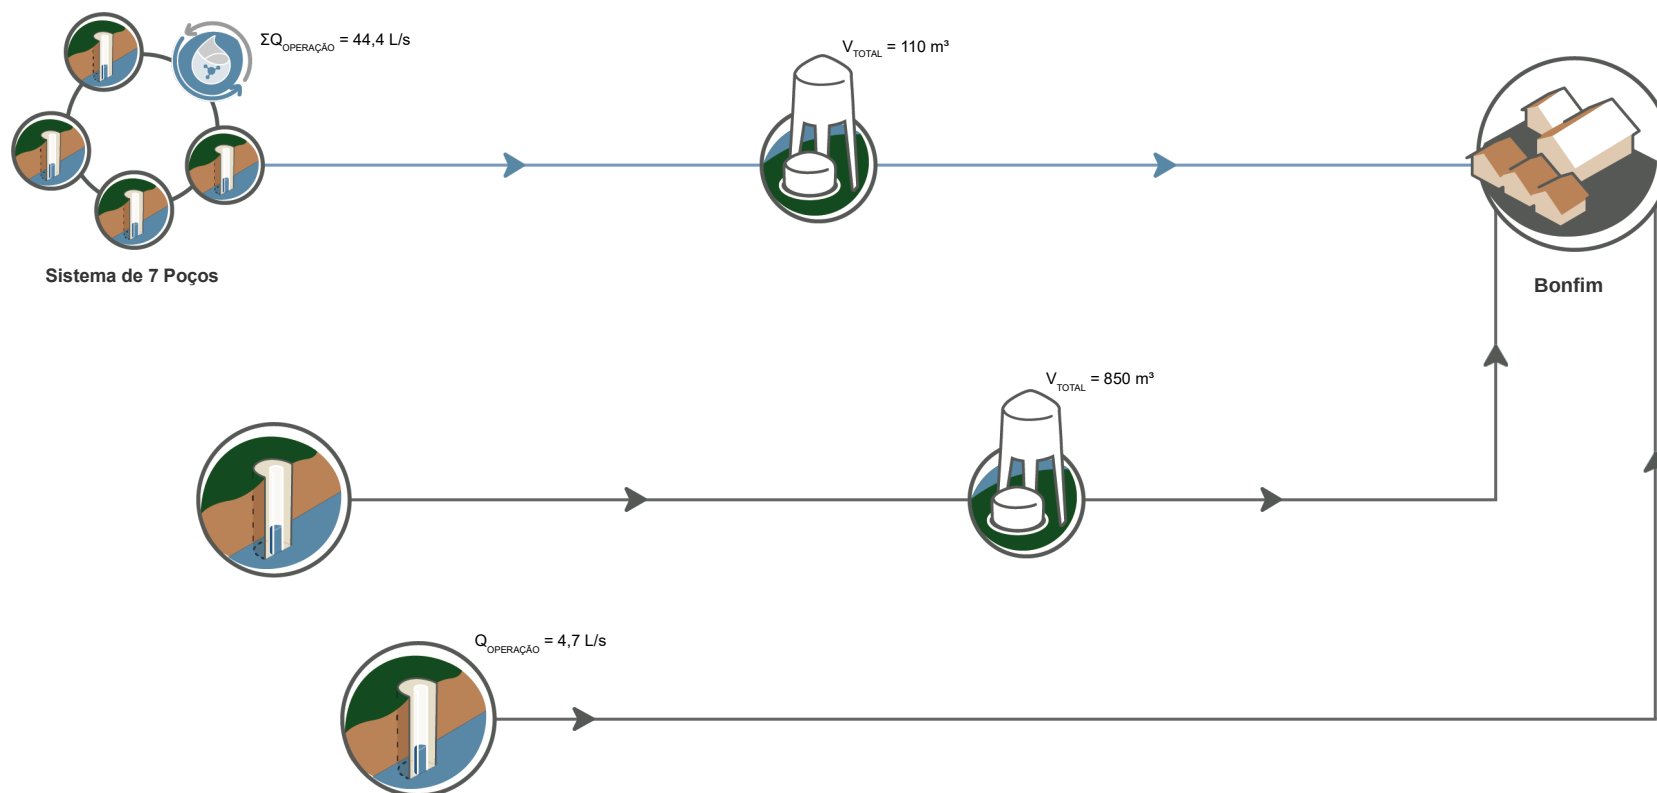 ΣQOPERAÇÃO = 44,4 L/s
VTOTAL = 110 m³
Sistema de 7 Poços
Bonfim
VTOTAL = 850 m³
QOPERAÇÃO = 4,7 L/s